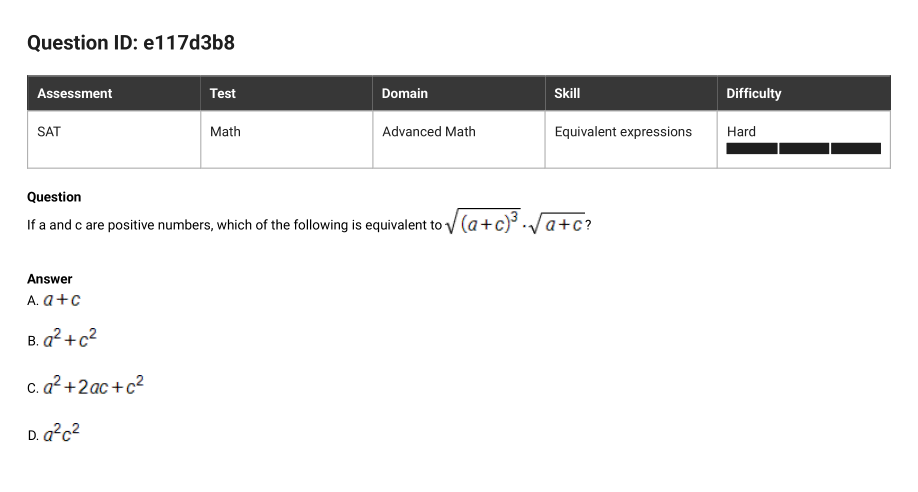 Question ID: e117d3b8
Assessment Test Domain Skill Difficulty
SAT Math Advanced Math Equivalent expressions Hard
Question
If a and c are positive numbers, which of the following is equivalent to √(a+c)³ · √a+c?
Answer
A. a+c
B. a²+c²
C. a²+2ac+c²
D. a²c²